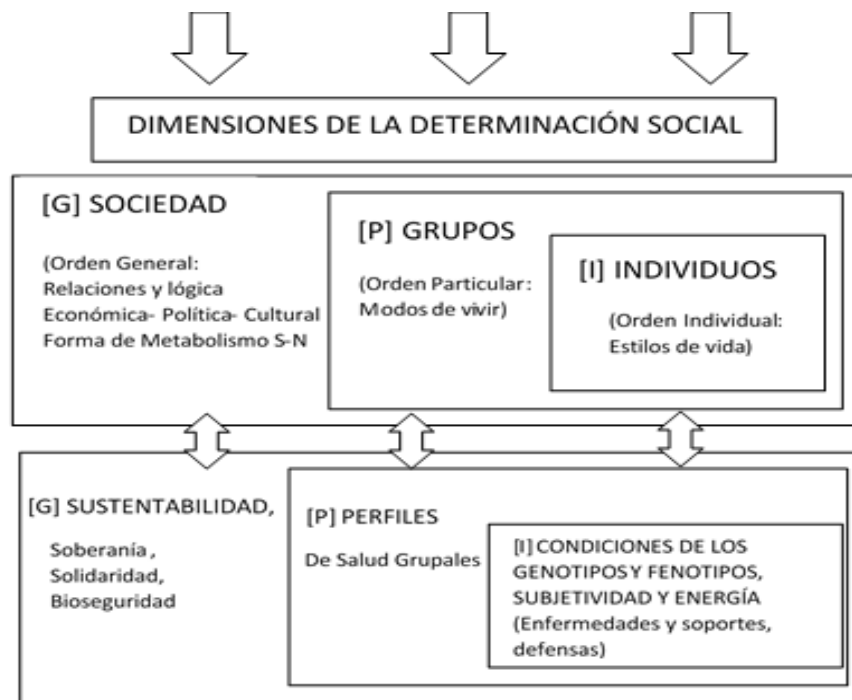 DIMENSIONES DE LA DETERMINACIÓN SOCIAL
[G] SOCIEDAD
(Orden General:
Relaciones y lógica
Económica- Política- Cultural
Forma de Metabolismo S-N
[P] GRUPOS
(Orden Particular:
Modos de vivir)
[I] INDIVIDUOS
(Orden Individual:
Estilos de vida)
[G] SUSTENTABILIDAD,
Soberanía ,
Solidaridad,
Bioseguridad
[P] PERFILES
De Salud Grupales
[I] CONDICIONES DE LOS
GENOTIPOS Y FENOTIPOS,
SUBJETIVIDAD Y ENERGÍA
(Enfermedades y soportes,
defensas)